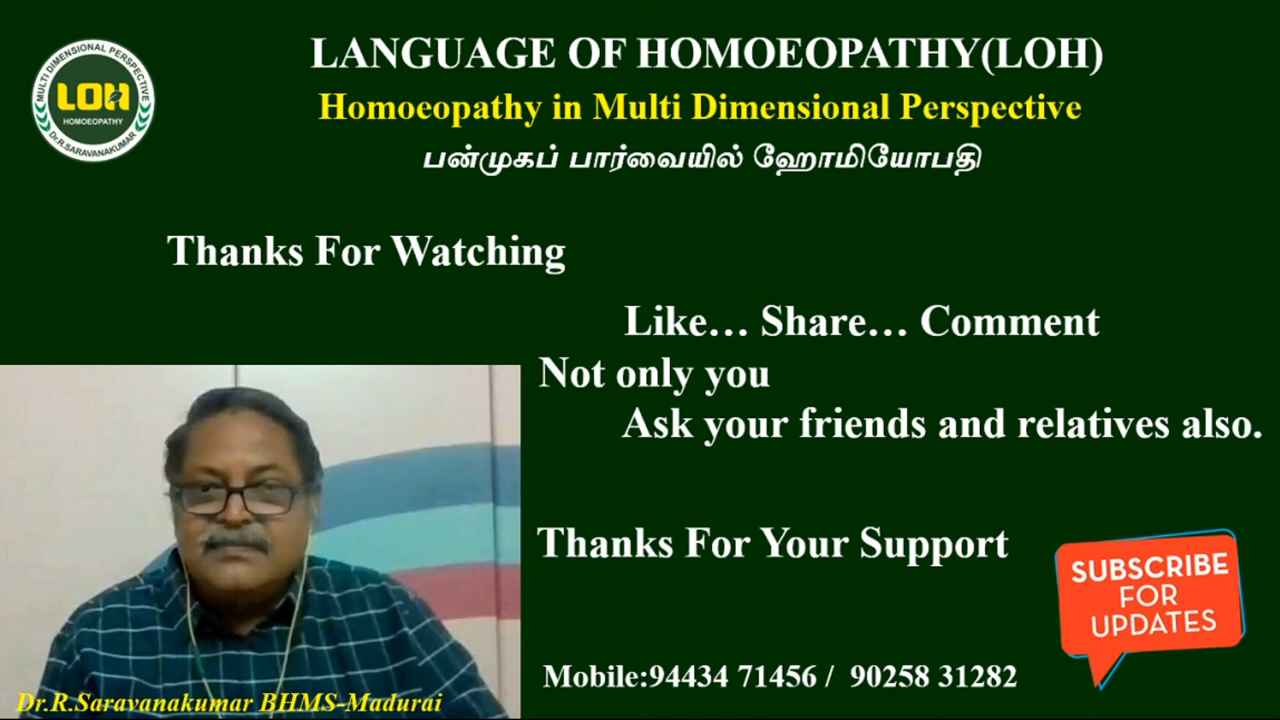 MULTI DIMENSIONAL PERSPECTIVE
LOH
HOMOEOPATHY
Dr.R.SARAVANAKUMAR
LANGUAGE OF HOMOEOPATHY(LOH)
Homoeopathy in Multi Dimensional Perspective
பன்முகப் பார்வையில் ஹோமியோபதி
Thanks For Watching
Like... Share... Comment
Not only you
Ask your friends and relatives also.
Thanks For Your Support
SUBSCRIBE
FOR
UPDATES
Mobile:94434 71456 / 90258 31282
Dr.R.Saravanakumar BHMS-Madurai